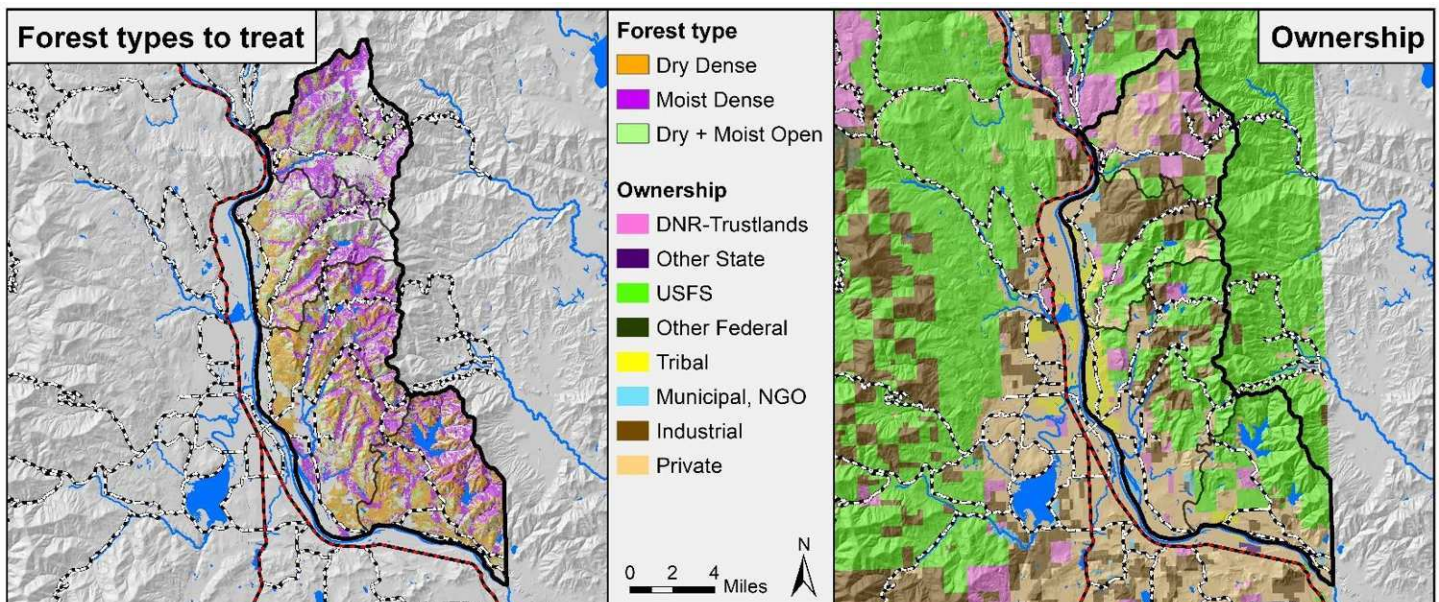 Forest types to treat
Forest type
Dry Dense
Moist Dense
Dry + Moist Open
Ownership
DNR-Trustlands
Other State
USFS
Other Federal
Tribal
Municipal, NGO
Industrial
Private
N
0 2 4
Miles
Ownership